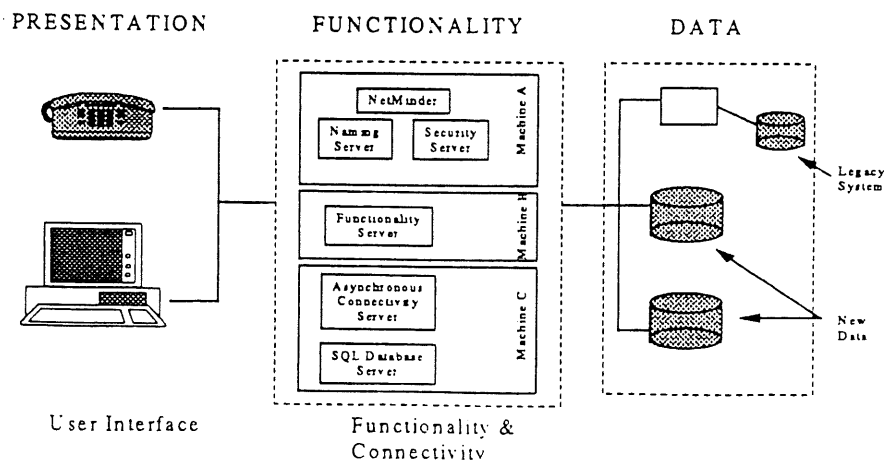 PRESENTATION
FUNCTIONALITY
DATA
NetMinder
Naming
Server
Security
Server
Machine A
Functionality
Server
Machine B
Asynchronous
Connectivity
Server
SQL Database
Server
Machine C
Legacy
System
New
Data
User Interface
Functionality &
Connectivity